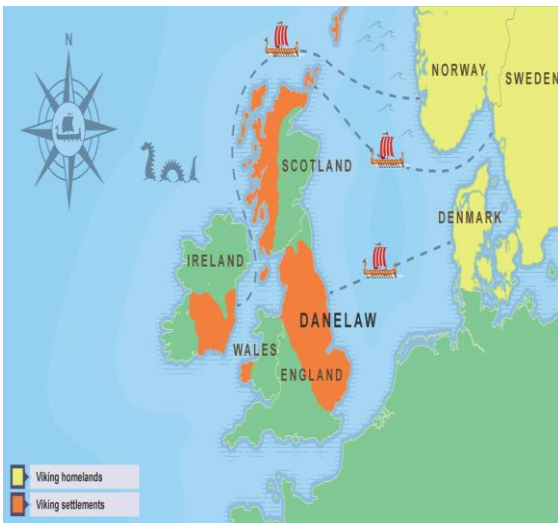 N
NORWAY
SWEDEN
SCOTLAND
DENMARK
IRELAND
DANELAW
WALES
ENGLAND
Viking homelands
Viking settlements